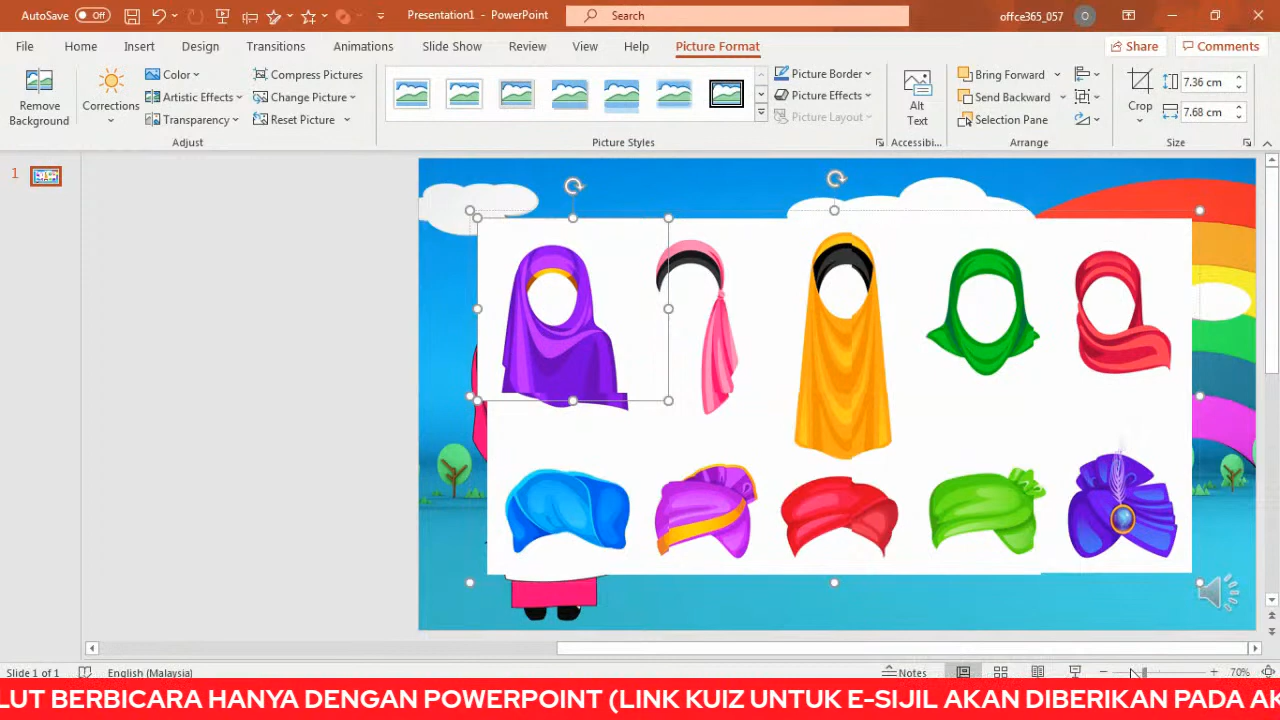 AutoSave Off Presentation1 - PowerPoint Search offce365_057 O
File Home Insert Design Transitions Animations Slide Show Review View Help Picture Format Share Comments
Remove Background
Corrections
Color
Artistic Effects
Transparency
Compress Pictures
Change Picture
Reset Picture
Adjust
Picture Border
Picture Effects
Picture Layout
Picture Styles
Alt Text
Accessibi...
Bring Forward
Send Backward
Selection Pane
Arrange
Crop
7.36 cm
7.68 cm
Size
1
Slide 1 of 1 English (Malaysia) Notes 70%
LUT BERBICARA HANYA DENGAN POWERPOINT (LINK KUIZ UNTUK E-SIJIL AKAN DIBERIKAN PADA AK